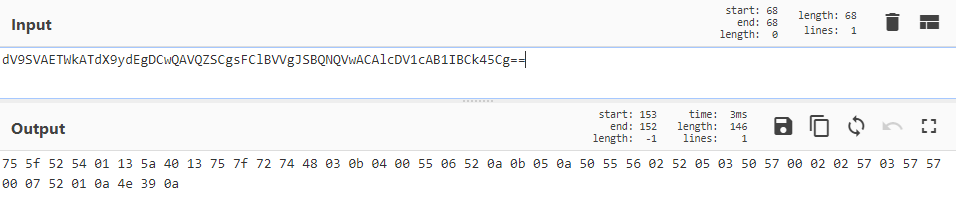 Input
start: 68
end: 68
length: 0
length: 68
lines: 1
dV9SVAETWkATdX9ydEgDCwQAVQZSCgsFClBVVgJSBQNQVwACAlcDV1cAB1IBCk45Cg==
Output
start: 153
end: 152
length: -1
time: 3ms
length: 146
lines: 1
75 5f 52 54 01 13 5a 40 13 75 7f 72 74 48 03 0b 04 00 55 06 52 0a 0b 05 0a 50 55 56 02 52 05 03 50 57 00 02 02 57 03 57 57
00 07 52 01 0a 4e 39 0a